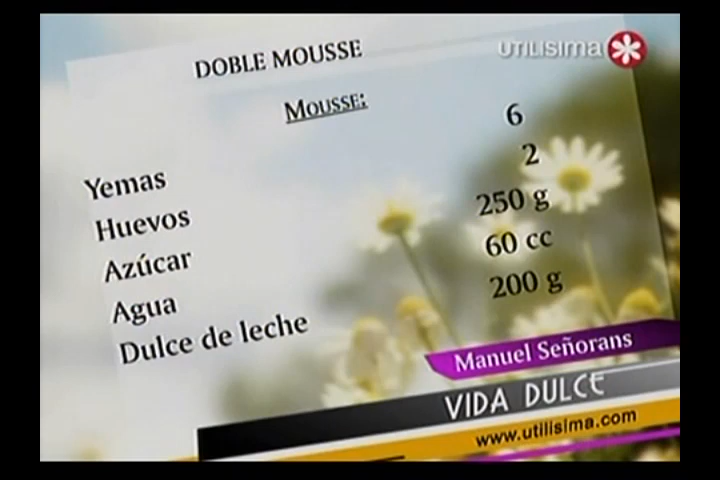 UTILISIMA
DOBLE MOUSSE
MOUSSE:
Yemas 6
Huevos 2
Azúcar 250 g
Agua 60 cc
Dulce de leche 200 g
Manuel Señorans
VIDA DULCE
www.utilisima.com